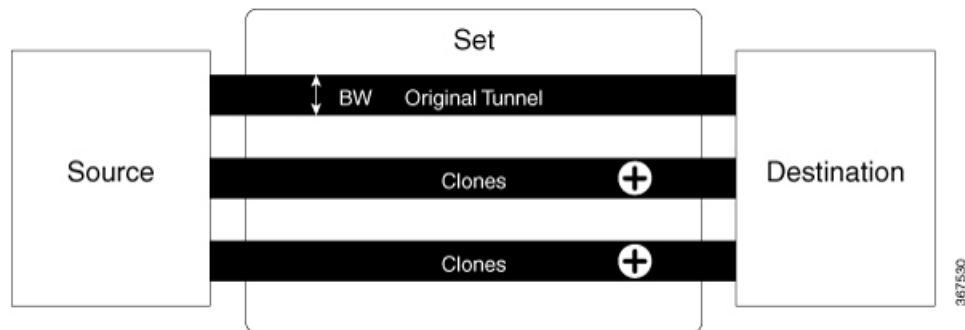 Set
BW Original Tunnel
Source
Clones
Destination
Clones
367530